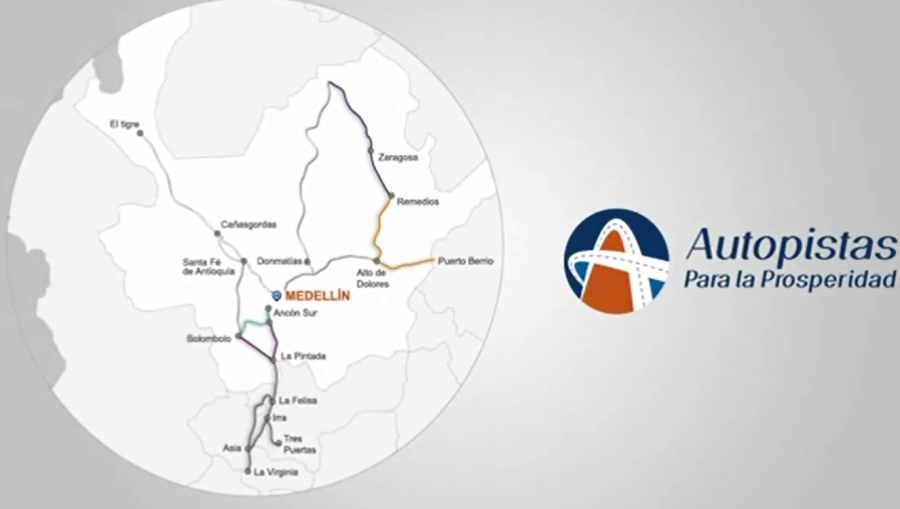 El tigre
Zaragosa
Remedios
Cañasgordas
Santa Fé
de Antioquia
Donmatías
Alto de
Dolores
Puerto Berrio
MEDELLÍN
Ancón Sur
Bolombolo
La Pintada
La Felisa
Irra
Asia
Tres
Puertas
La Virginia
Autopistas
Para la Prosperidad